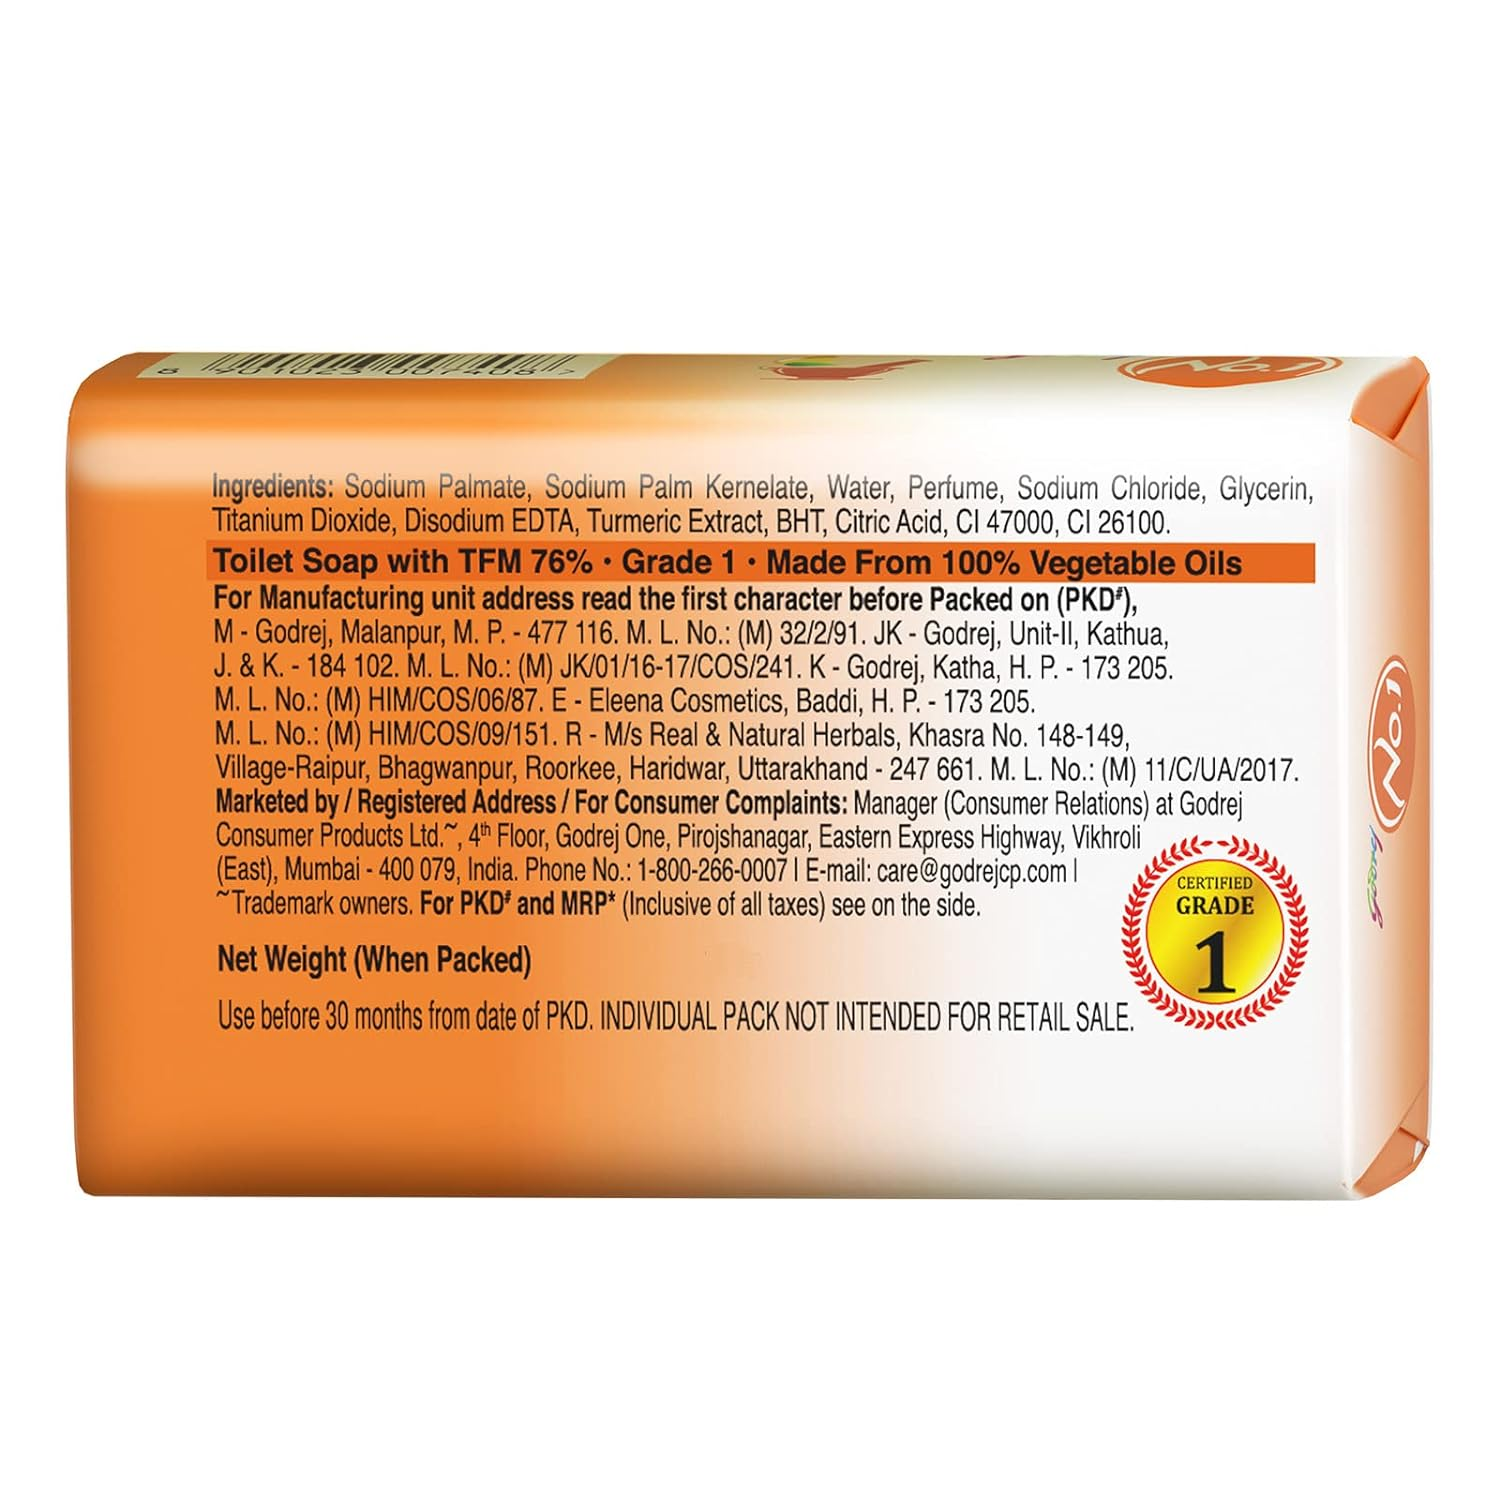 No.1
Ingredients: Sodium Palmate, Sodium Palm Kernelate, Water, Perfume, Sodium Chloride, Glycerin,
Titanium Dioxide, Disodium EDTA, Turmeric Extract, BHT, Citric Acid, CI 47000, CI 26100.
Toilet Soap with TFM 76% • Grade 1 • Made From 100% Vegetable Oils
For Manufacturing unit address read the first character before Packed on (PKD#),
M - Godrej, Malanpur, M. P. - 477 116. M. L. No.: (M) 32/2/91. JK - Godrej, Unit-II, Kathua,
J. & K. - 184 102. M. L. No.: (M) JK/01/16-17/COS/241. K - Godrej, Katha, H. P. - 173 205.
M. L. No.: (M) HIM/COS/06/87. E - Eleena Cosmetics, Baddi, H. P. - 173 205.
M. L. No.: (M) HIM/COS/09/151. R - M/s Real & Natural Herbals, Khasra No. 148-149,
Village-Raipur, Bhagwanpur, Roorkee, Haridwar, Uttarakhand - 247 661. M. L. No.: (M) 11/C/UA/2017.
Marketed by / Registered Address / For Consumer Complaints: Manager (Consumer Relations) at Godrej
Consumer Products Ltd.~, 4th Floor, Godrej One, Pirojshanagar, Eastern Express Highway, Vikhroli
(East), Mumbai - 400 079, India. Phone No.: 1-800-266-0007 | E-mail: care@godrejcp.com |
~Trademark owners. For PKD# and MRP* (Inclusive of all taxes) see on the side.
Net Weight (When Packed)
Use before 30 months from date of PKD. INDIVIDUAL PACK NOT INTENDED FOR RETAIL SALE.
CERTIFIED
GRADE
1
Godrej
No.1